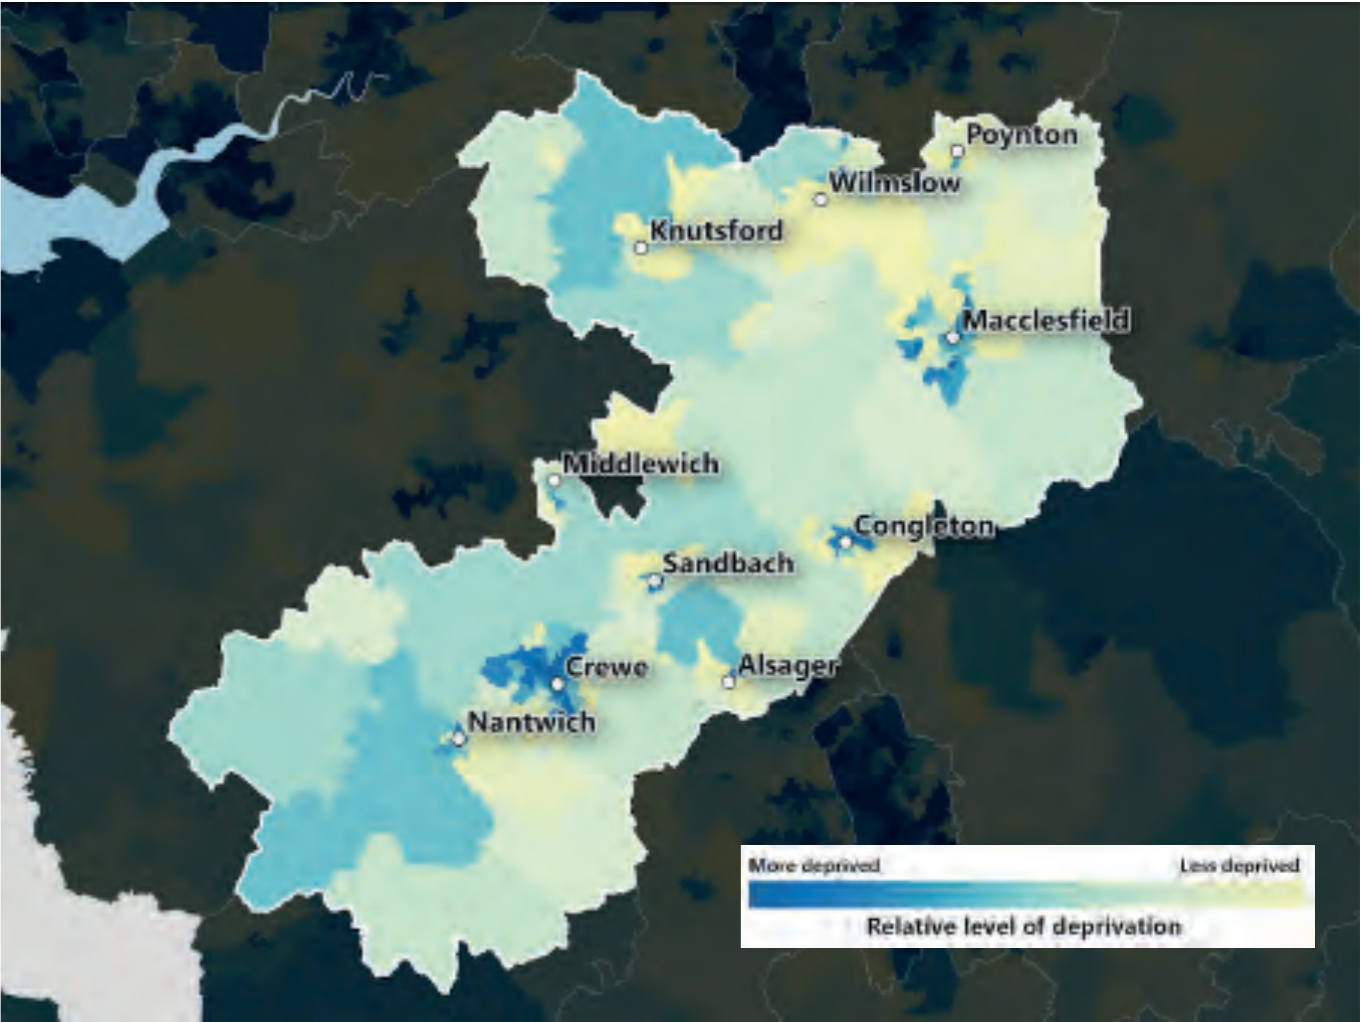 Poynton
Wilmslow
Knutsford
Macclesfield
Middlewich
Congleton
Sandbach
Crewe
Alsager
Nantwich
More deprived
Less deprived
Relative level of deprivation